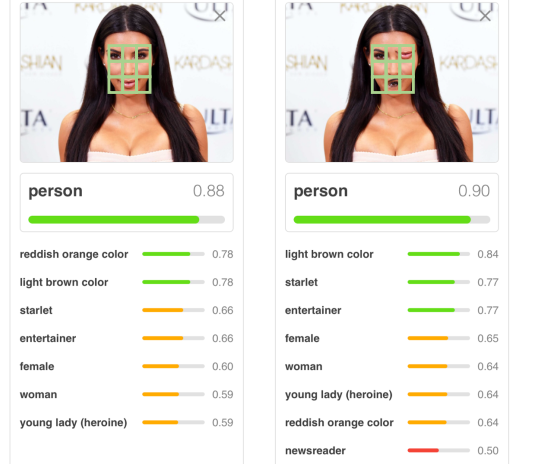 TA
SHIAN
KARDAS
TA
ULTA
person 0.88
reddish orange color 0.78
light brown color 0.78
starlet 0.66
entertainer 0.66
female 0.60
woman 0.59
young lady (heroine) 0.59
TA
SHIAN
KARDASH
TA
ULTA
person 0.90
light brown color 0.84
starlet 0.77
entertainer 0.77
female 0.65
woman 0.64
young lady (heroine) 0.64
reddish orange color 0.64
newsreader 0.50